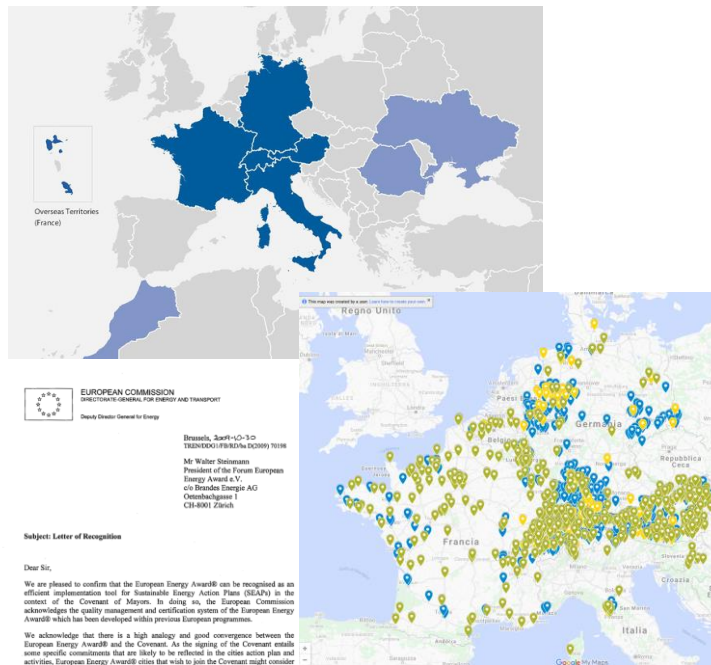 Overseas Territories
(France)
This map was created by a user. Learn how to create your own.
Regno Unito
Paesi
Belgio
Germania
Repubblica
Ceca
Francia
Croazia
Italia
Google My Maps
EUROPEAN COMMISSION
DIRECTORATE-GENERAL FOR ENERGY AND TRANSPORT
Deputy Director General for Energy
Brussels,
Mr Walter Steinmann
President of the Forum European
Energy Award e.V.
c/o Brandes Energie AG
Oetenbachgasse 1
CH-8001 Zürich
Subject: Letter of Recognition
Dear Sir,
We are pleased to confirm that the European Energy Award® can be recognised as an
efficient implementation tool for Sustainable Energy Action Plans (SEAPs) in the
context of the Covenant of Mayors. In doing so, the European Commission
acknowledges the quality management and certification system of the European Energy
Award® which has been developed within previous European programmes.
We acknowledge that there is a high analogy and good convergence between the
European Energy Award® and the Covenant. As the signing of the Covenant entails
some specific commitments that are likely to be reflected in the cities action plan and
activities, European Energy Award® cities that wish to join the Covenant might consider